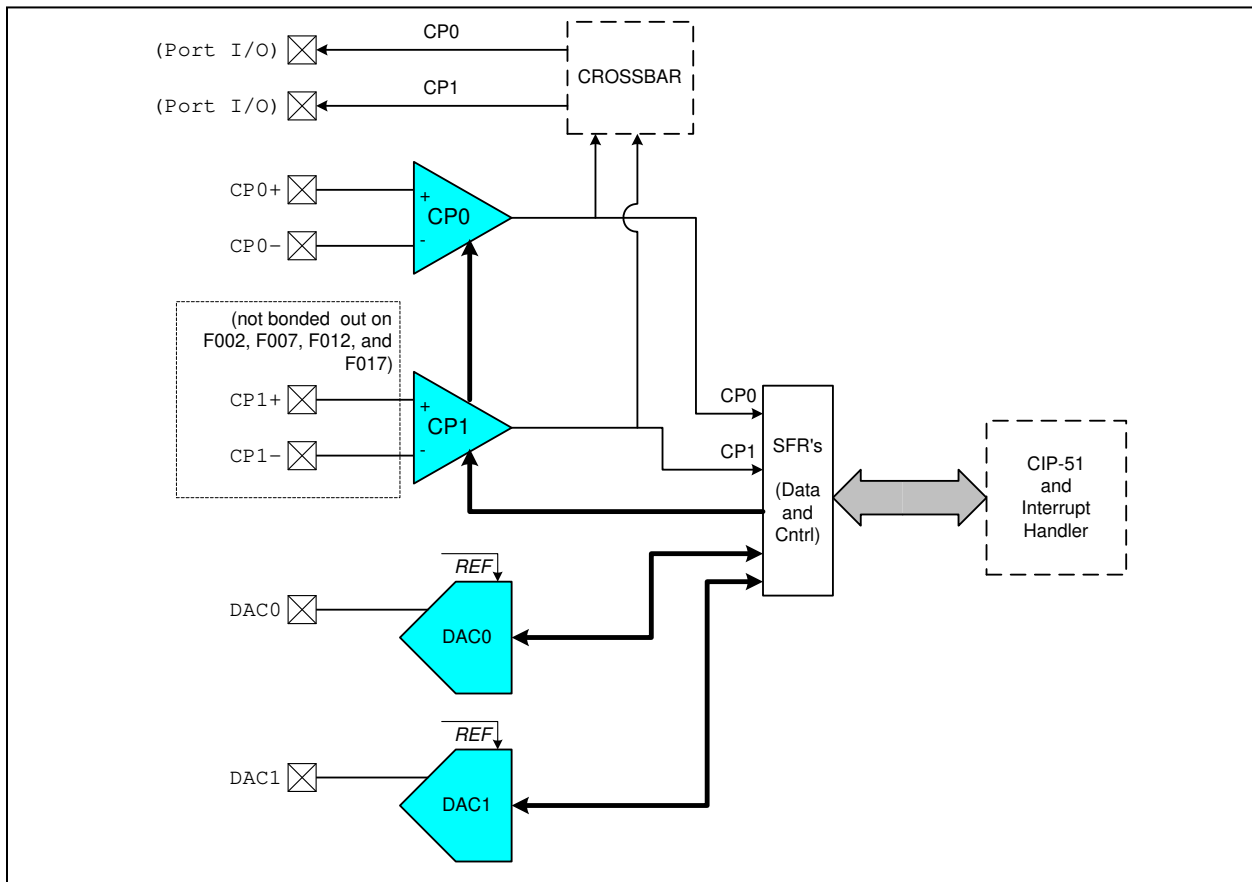 (Port I/O)
CP0
CROSSBAR
(Port I/O)
CP1
CP0+
+
CP0
CP0-
-
(not bonded out on
F002, F007, F012, and
F017)
CP1+
+
CP1
CP1-
-
CP0
CP1
SFR's
(Data
and
Cntrl)
CIP-51
and
Interrupt
Handler
REF
DAC0
DAC0
REF
DAC1
DAC1